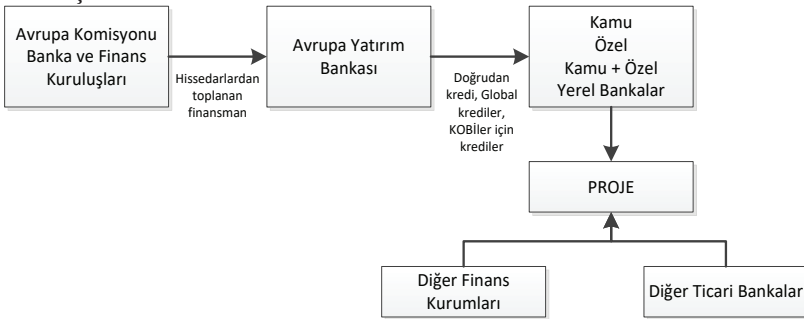 Avrupa Komisyonu
Banka ve Finans
Kuruluşları
Hissedarlardan
toplanan
finansman
Avrupa Yatırım
Bankası
Doğrudan
kredi, Global
krediler,
KOBİler için
krediler
Kamu
Özel
Kamu + Özel
Yerel Bankalar
PROJE
Diğer Finans
Kurumları
Diğer Ticari Bankalar